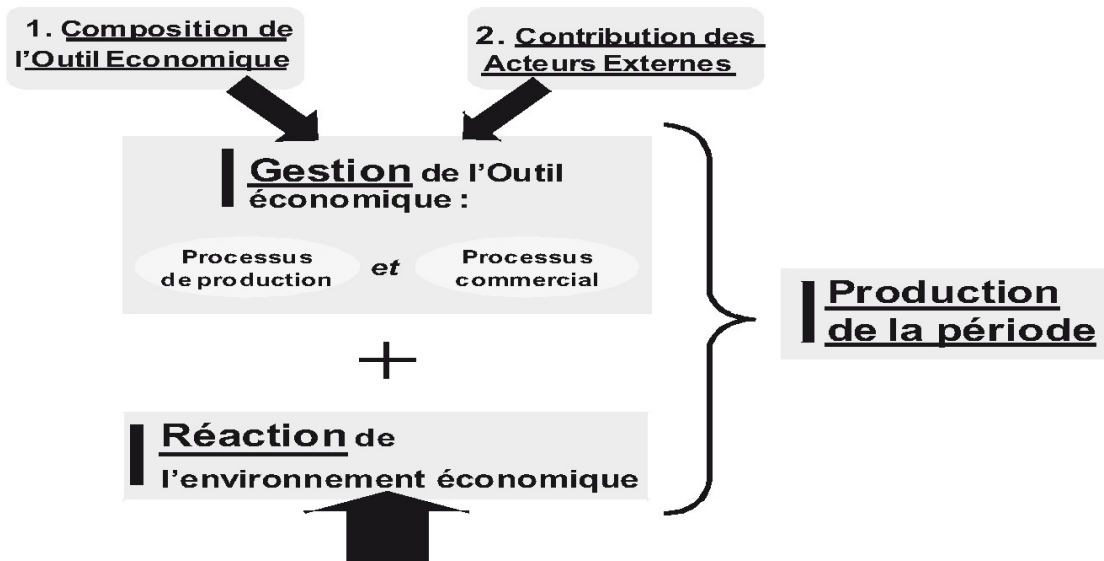 1. Composition de
l'Outil Economique
2. Contribution des
Acteurs Externes
Gestion de l'Outil
économique :
Processus
de production
et
Processus
commercial
+
Réaction de
l'environnement économique
Production
de la période